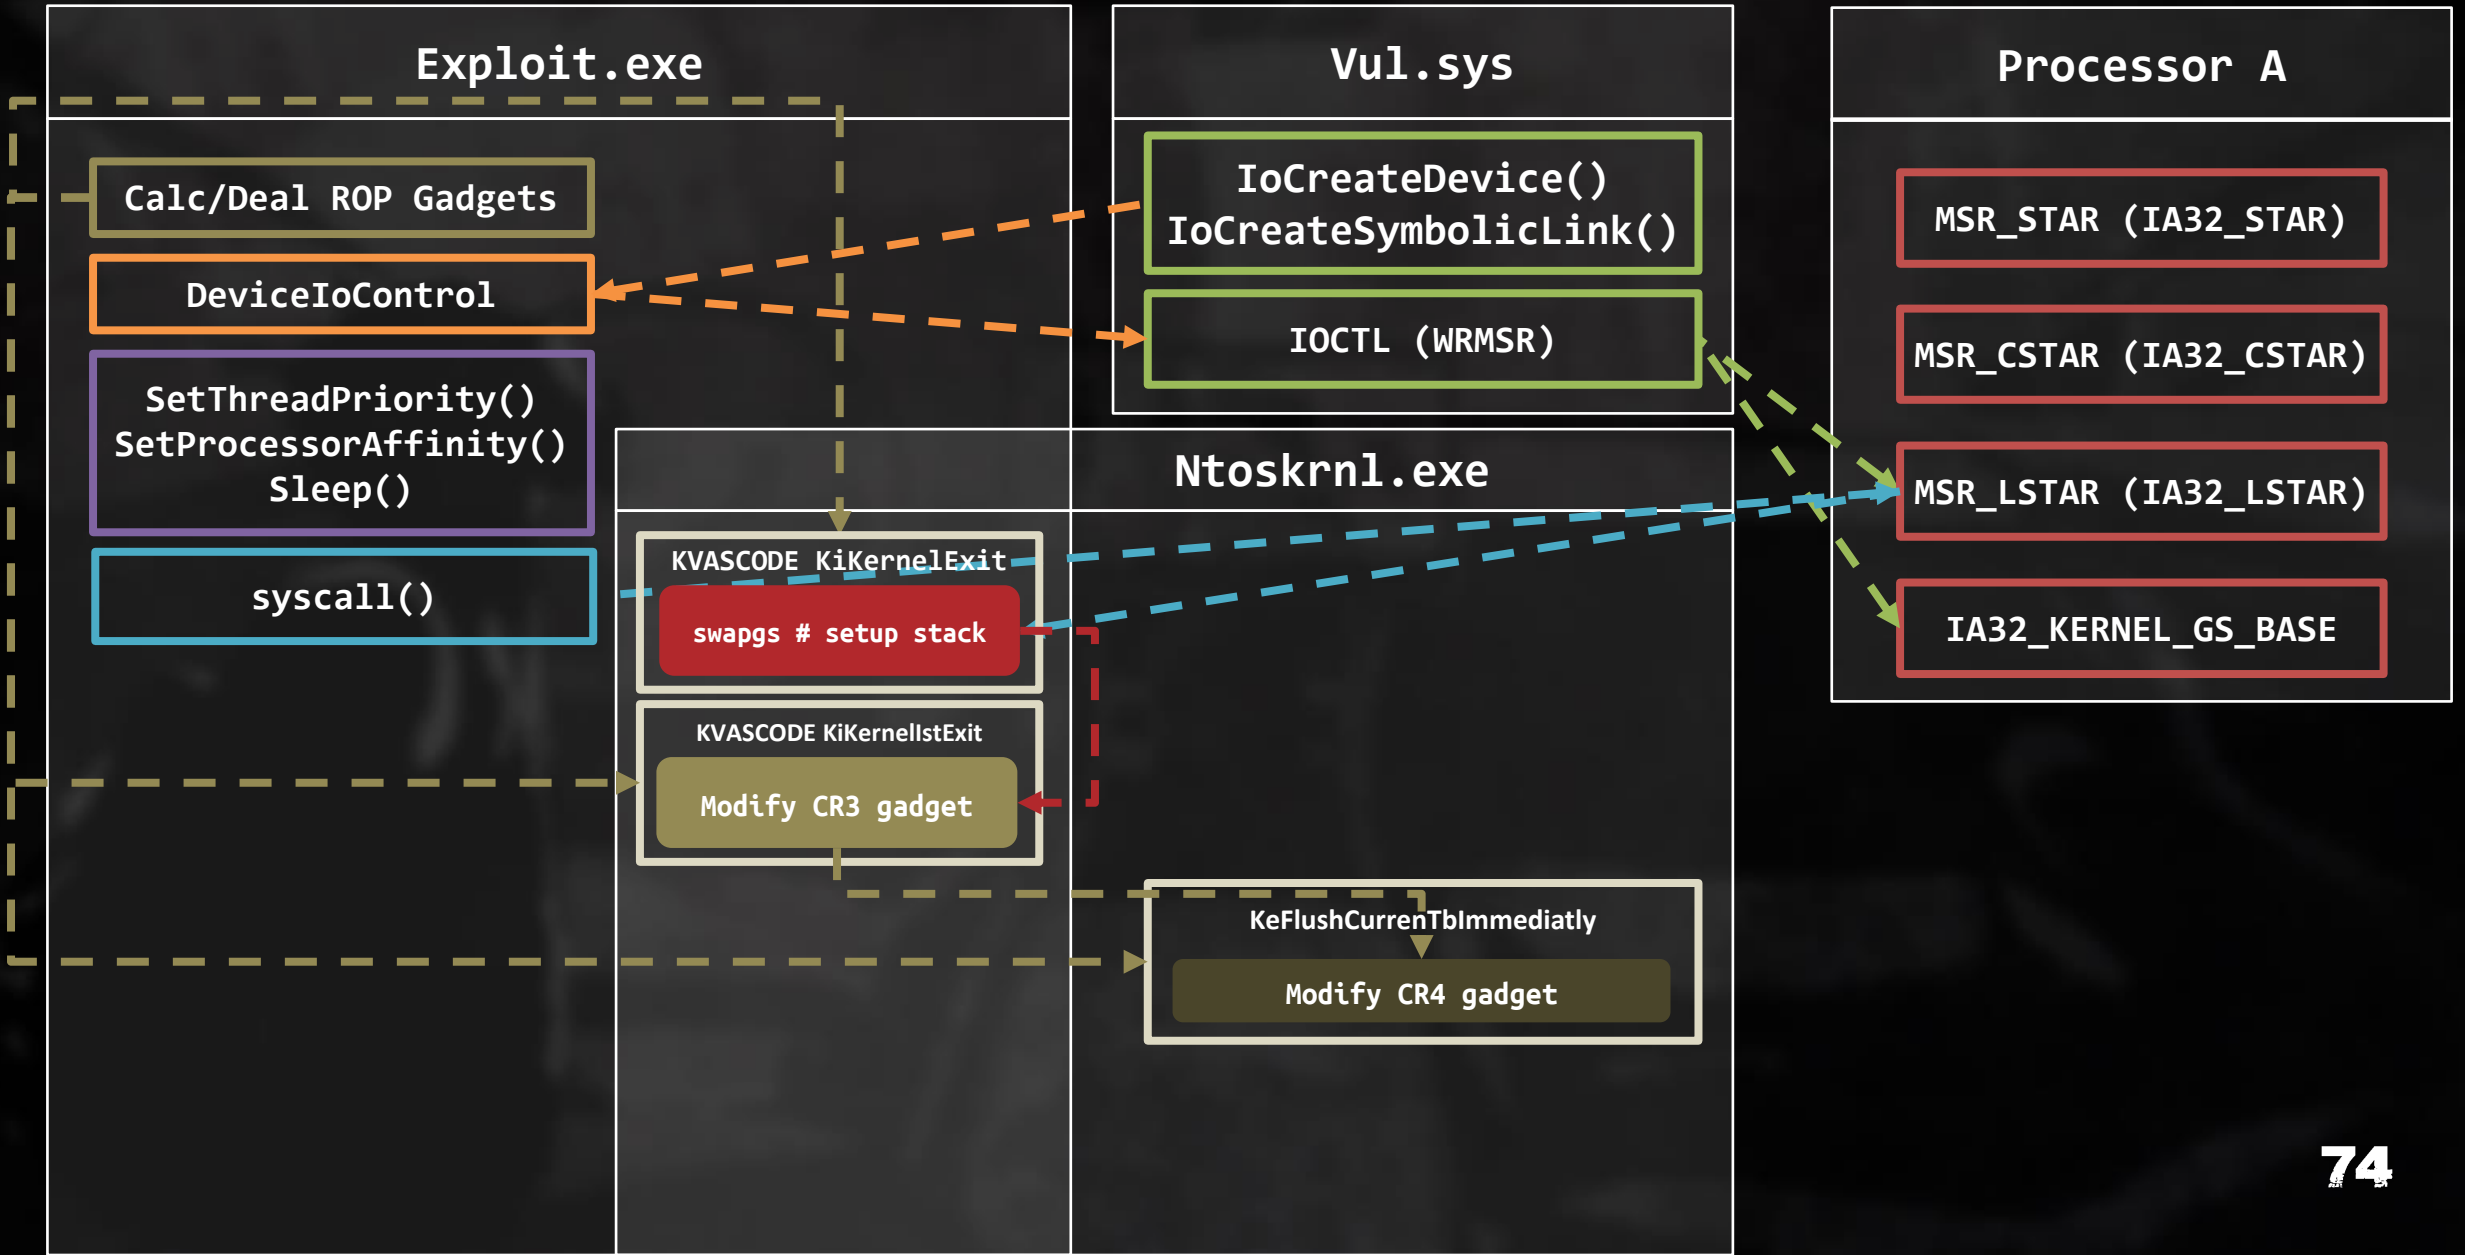 Exploit.exe
Calc/Deal ROP Gadgets
DeviceIoControl
SetThreadPriority()
SetProcessorAffinity()
Sleep()
syscall()
Vul.sys
IoCreateDevice()
IoCreateSymbolicLink()
IOCTL (WRMSR)
Ntoskrnl.exe
KVASCODE KiKernelExit
swapgs # setup stack
KVASCODE KiKernelIstExit
Modify CR3 gadget
KeFlushCurrenTbImmediatly
Modify CR4 gadget
Processor A
MSR_STAR (IA32_STAR)
MSR_CSTAR (IA32_CSTAR)
MSR_LSTAR (IA32_LSTAR)
IA32_KERNEL_GS_BASE
74